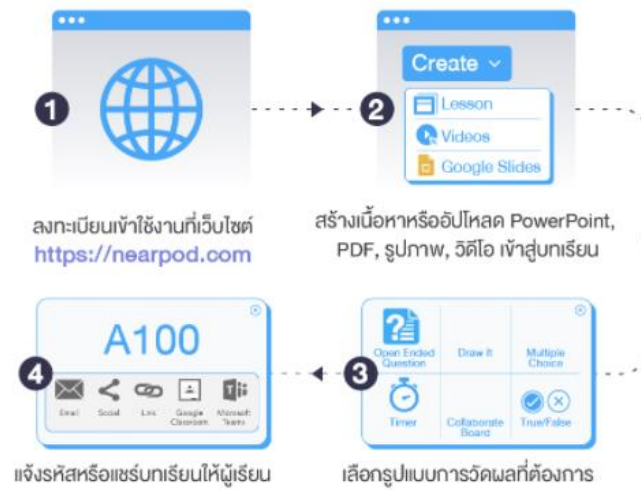 1
ลงทะเบียนเข้าใช้งานที่เว็บไซต์
https://nearpod.com
2
Create
Lesson
Videos
Google Slides
สร้างเนื้อหาหรืออัปโหลด PowerPoint,
PDF, รูปภาพ, วิดีโอ เข้าสู่บทเรียน
3
Open Ended
Question
Draw It
Multiple
Choice
Timer
Collaborate
Board
True/False
เลือกรูปแบบการวัดผลที่ต้องการ
4
A100
Email
Social
Link
Google
Classroom
Microsoft
Teams
แจ้งรหัสหรือแชร์บทเรียนให้ผู้เรียน